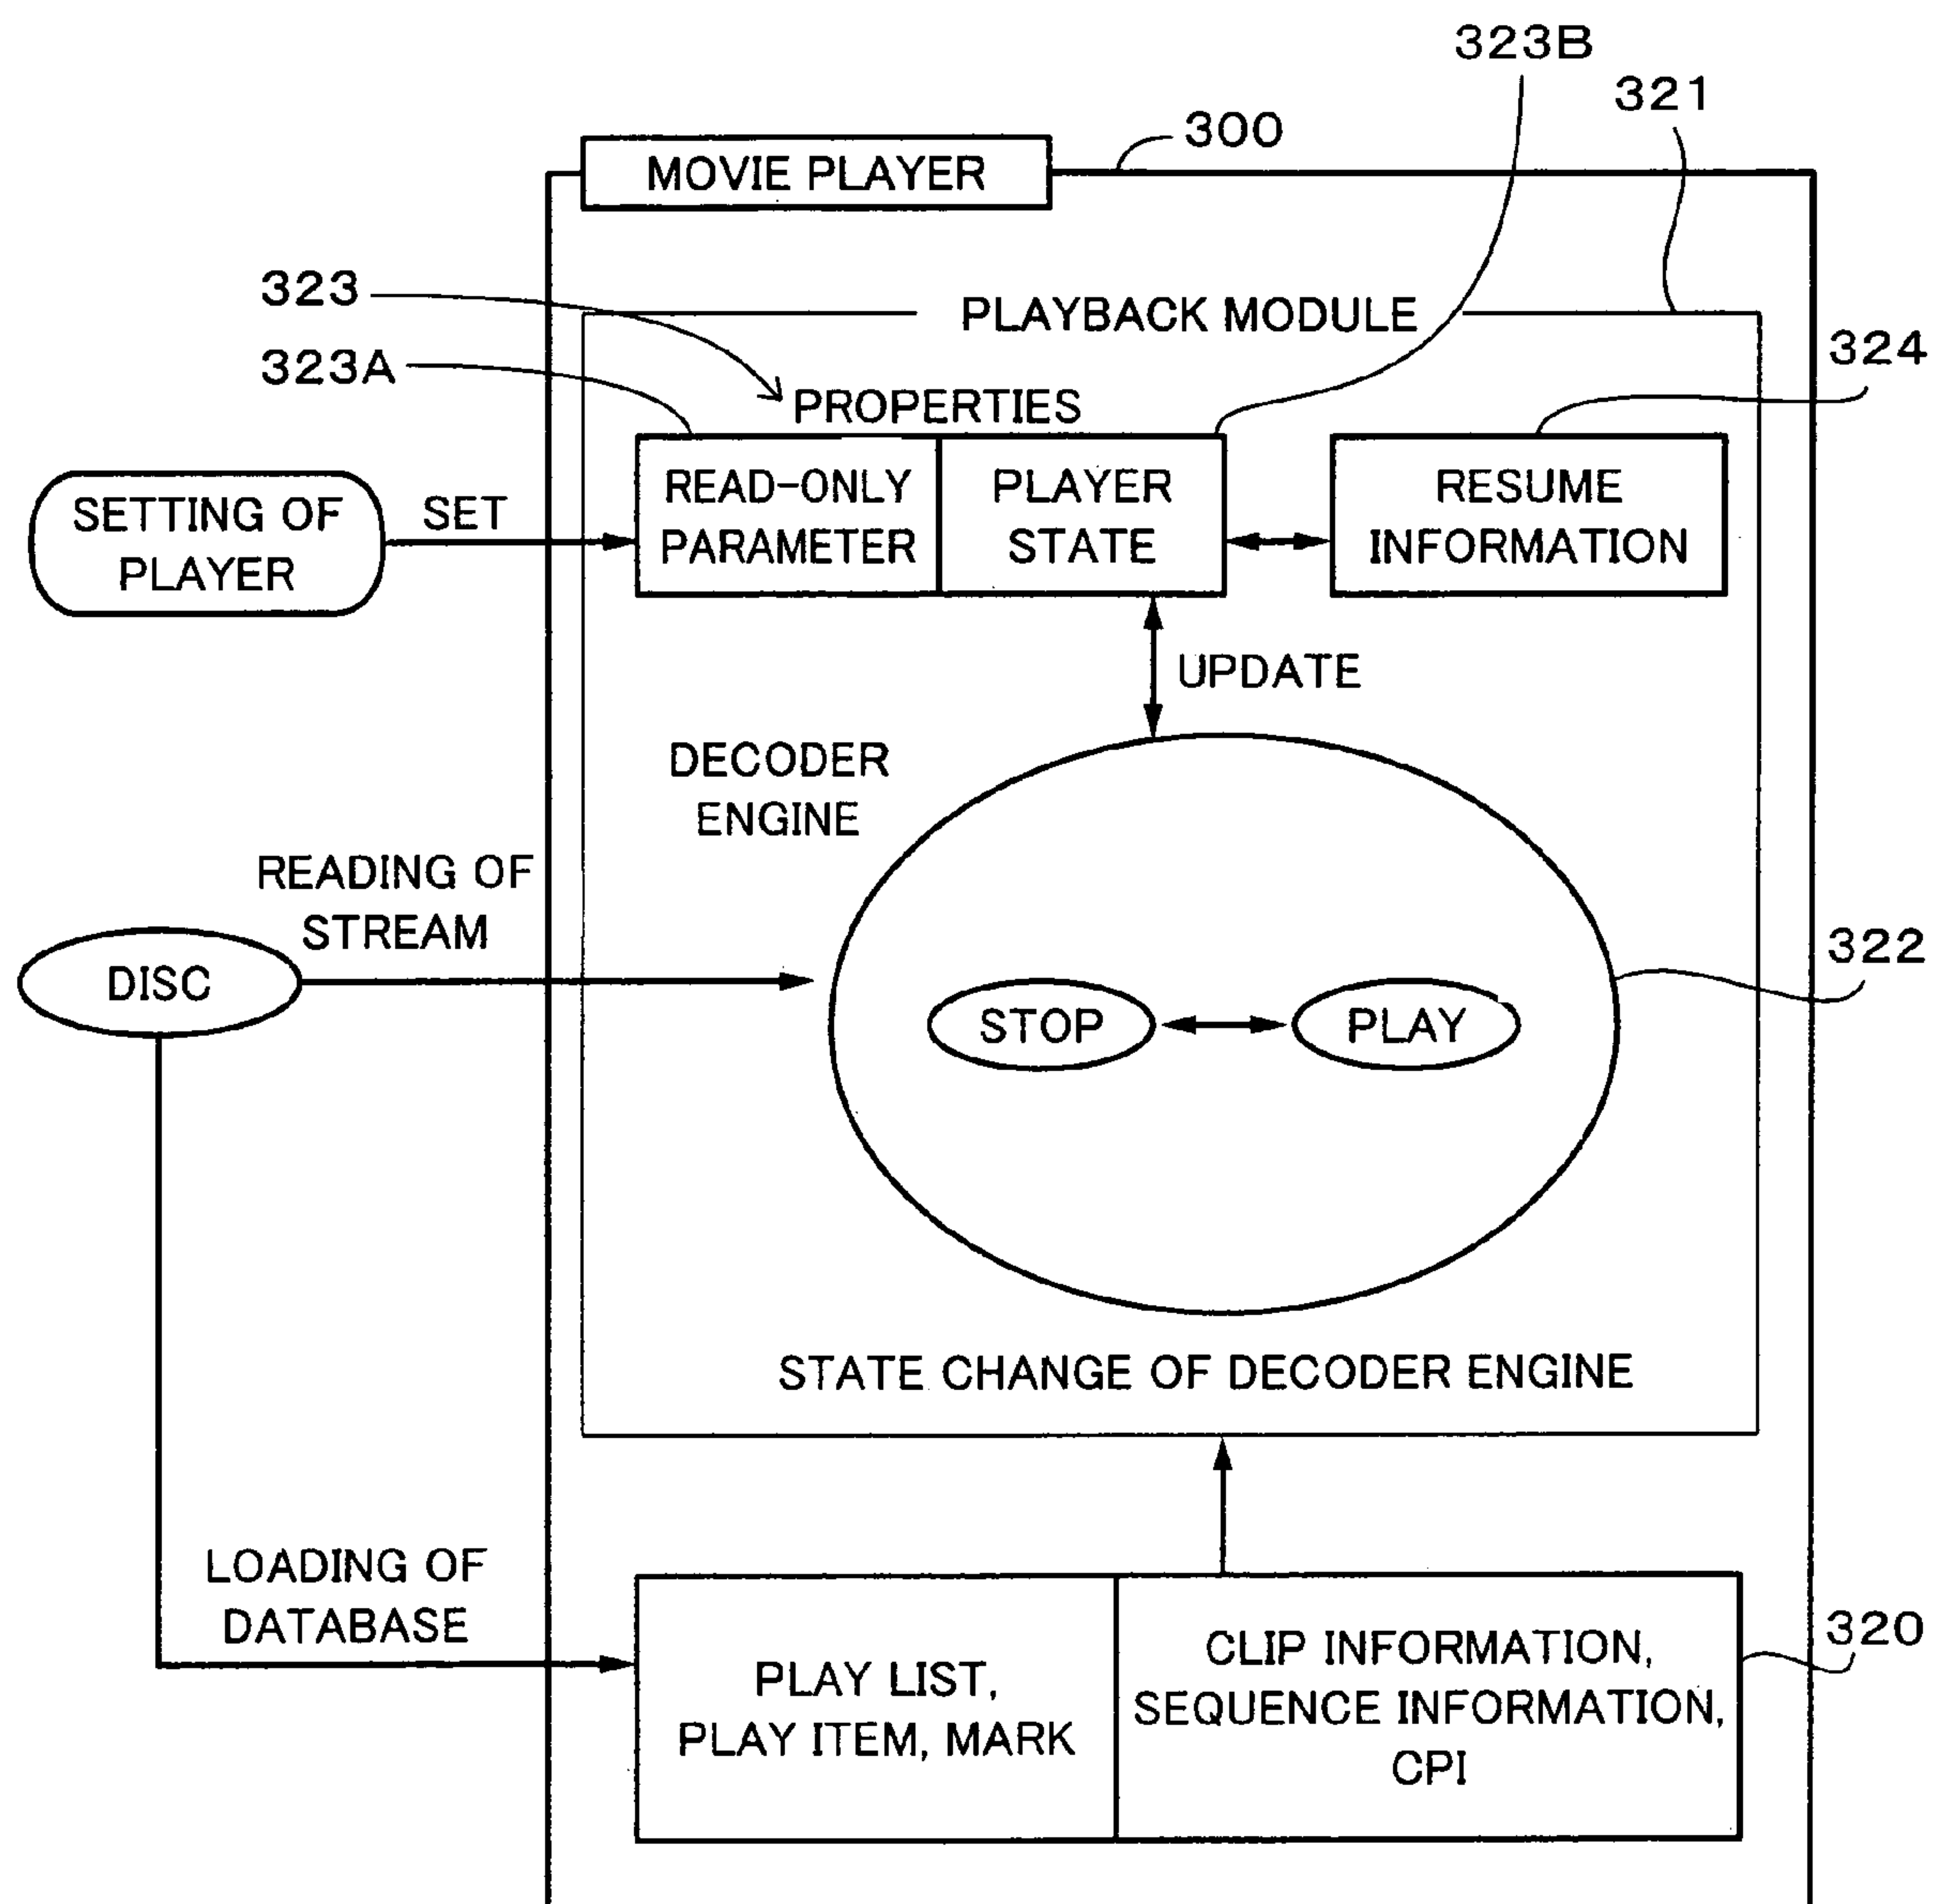 323B
321
300
MOVIE PLAYER
323
PLAYBACK MODULE
324
323A
PROPERTIES
READ-ONLY
PARAMETER
PLAYER
STATE
RESUME
INFORMATION
SETTING OF
PLAYER
SET
UPDATE
DECODER
ENGINE
READING OF
STREAM
DISC
322
STOP
PLAY
STATE CHANGE OF DECODER ENGINE
LOADING OF
DATABASE
320
PLAY LIST,
PLAY ITEM, MARK
CLIP INFORMATION,
SEQUENCE INFORMATION,
CPI